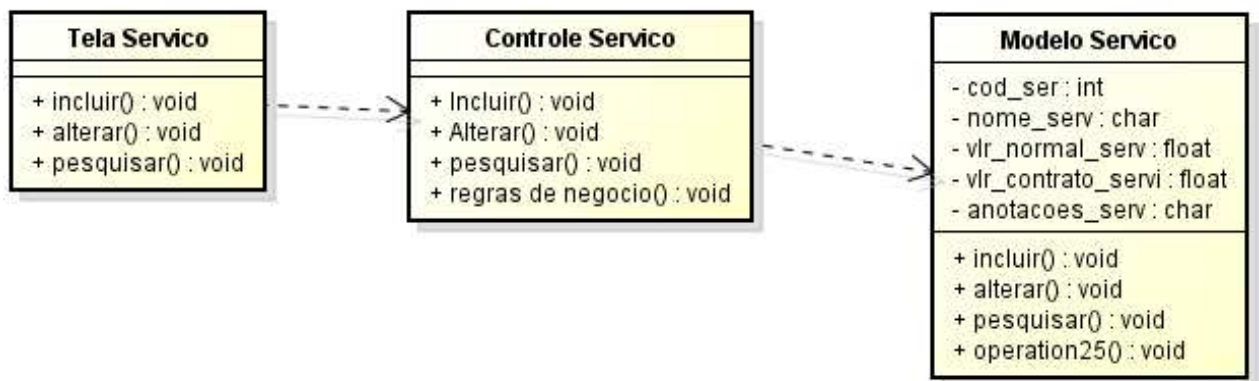 Tela Servico
+ incluir() : void
+ alterar() : void
+ pesquisar() : void
Controle Servico
+ Incluir() : void
+ Alterar() : void
+ pesquisar() : void
+ regras de negocio() : void
Modelo Servico
- cod_ser : int
- nome_serv : char
- vlr_normal_serv : float
- vlr_contrato_servi : float
- anotacoes_serv : char
+ incluir() : void
+ alterar() : void
+ pesquisar() : void
+ operation25() : void